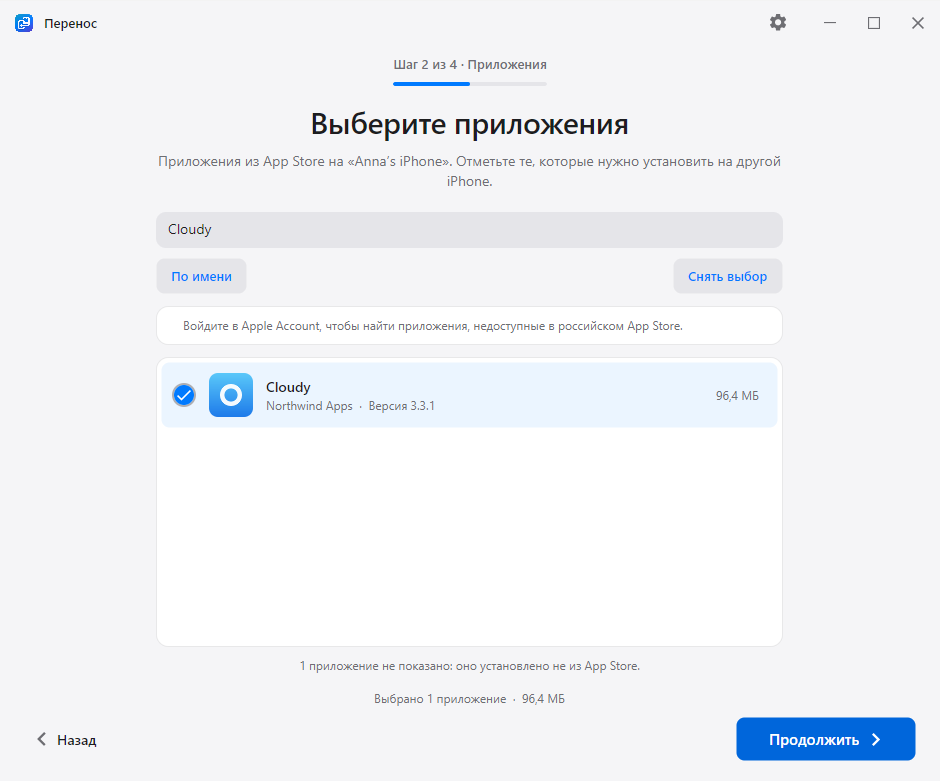 Перенос
Шаг 2 из 4 · Приложения
Выберите приложения
Приложения из App Store на «Anna’s iPhone». Отметьте те, которые нужно установить на другой
iPhone.
Cloudy
По имени
Снять выбор
Войдите в Apple Account, чтобы найти приложения, недоступные в российском App Store.
Cloudy
Northwind Apps · Версия 3.3.1
96,4 МБ
1 приложение не показано: оно установлено не из App Store.
Выбрано 1 приложение · 96,4 МБ
Назад
Продолжить